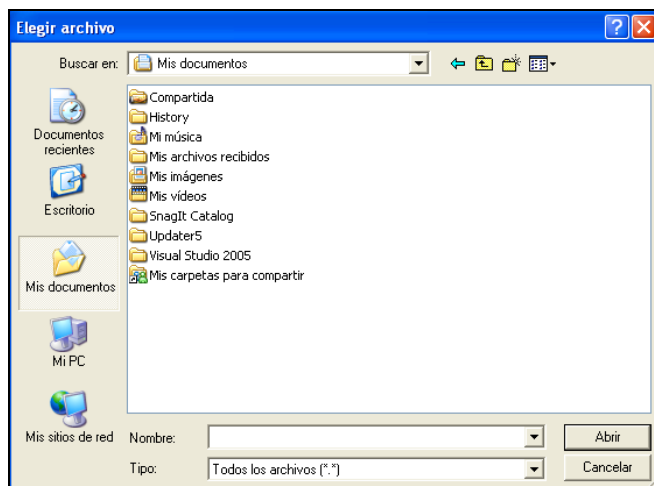 Elegir archivo
Buscar en:
Mis documentos
Documentos
recientes
Escritorio
Mis documentos
Mi PC
Mis sitios de red
Compartida
History
Mi música
Mis archivos recibidos
Mis imágenes
Mis vídeos
SnagIt Catalog
Updater5
Visual Studio 2005
Mis carpetas para compartir
Nombre:
Abrir
Tipo:
Todos los archivos (*.*)
Cancelar